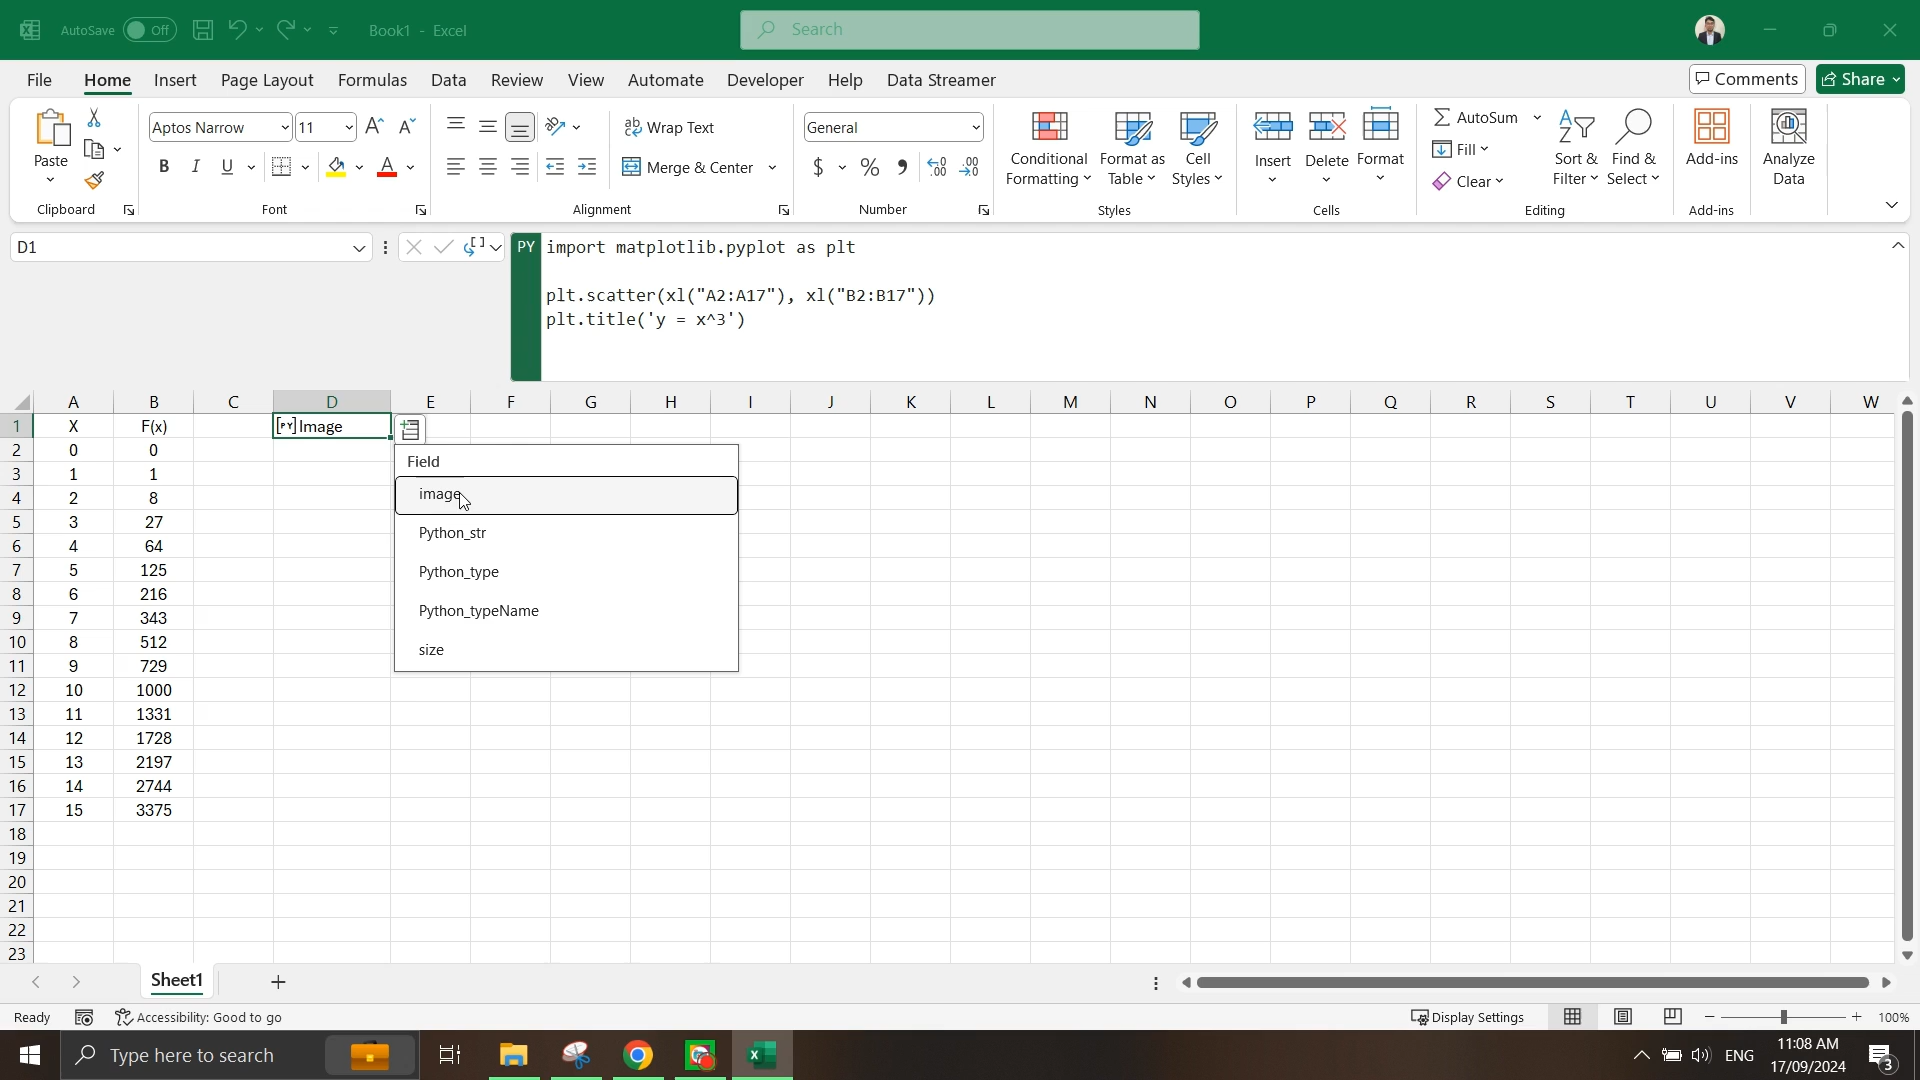 AutoSave Off Book1 - Excel Search
File Home Insert Page Layout Formulas Data Review View Automate Developer Help Data Streamer Comments Share
Paste
Clipboard
Aptos Narrow 11
B I U A
Font
Wrap Text
Merge & Center
Alignment
General
$ % , .00
Number
Conditional Formatting
Format as Table
Cell Styles
Styles
Insert Delete Format
Cells
AutoSum
Fill
Clear
Sort & Filter
Find & Select
Editing
Add-ins
Add-ins
Analyze Data
D1
PY import matplotlib.pyplot as plt
plt.scatter(xl("A2:A17"), xl("B2:B17"))
plt.title('y = x^3')
A B C D E F G H I J K L M N O P Q R S T U V W
1 X F(x) [PY] Image
2 0 0
3 1 1
4 2 8
5 3 27
6 4 64
7 5 125
8 6 216
9 7 343
10 8 512
11 9 729
12 10 1000
13 11 1331
14 12 1728
15 13 2197
16 14 2744
17 15 3375
18
19
20
21
22
23
Field
image
Python_str
Python_type
Python_typeName
size
Sheet1
Ready Accessibility: Good to go Display Settings 100%
Type here to search ENG 11:08 AM
17/09/2024 3